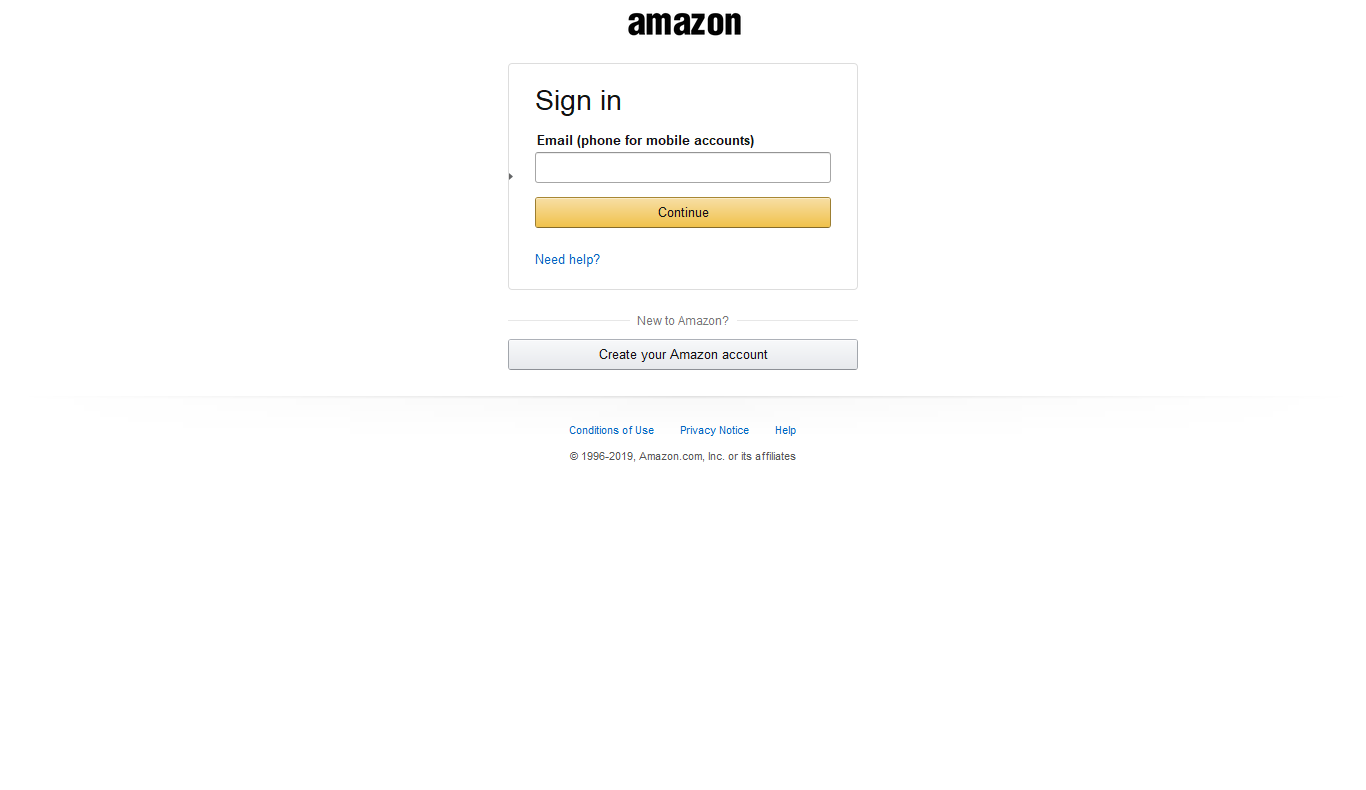 amazon
Sign in
Email (phone for mobile accounts)
Continue
Need help?
New to Amazon?
Create your Amazon account
Conditions of Use Privacy Notice Help
© 1996-2019, Amazon.com, Inc. or its affiliates